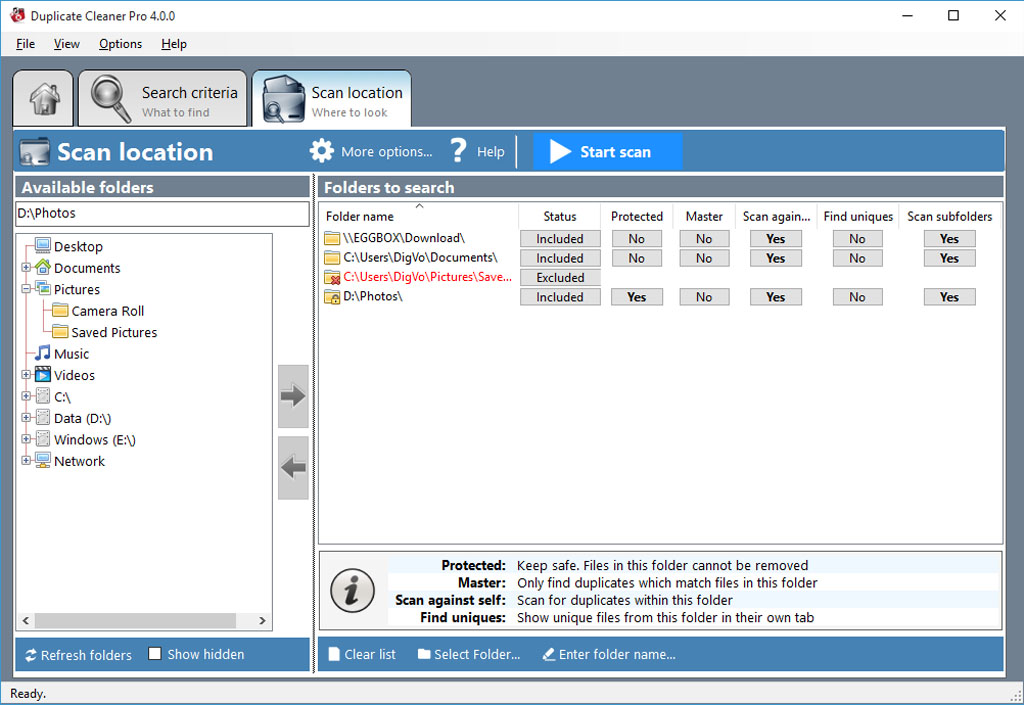 Duplicate Cleaner Pro 4.0.0
File View Options Help
Search criteria
What to find
Scan location
Where to look
Scan location More options... Help Start scan
Available folders
D:\Photos
Desktop
Documents
Pictures
Camera Roll
Saved Pictures
Music
Videos
C:\
Data (D:\)
Windows (E:\)
Network
Refresh folders Show hidden
Folders to search
Folder name Status Protected Master Scan again... Find uniques Scan subfolders
\\EGGBOX\Download\ Included No No Yes No Yes
C:\Users\DigVo\Documents\ Included No No Yes No Yes
C:\Users\DigVo\Pictures\Save... Excluded
D:\Photos\ Included Yes No Yes No Yes
Protected: Keep safe. Files in this folder cannot be removed
Master: Only find duplicates which match files in this folder
Scan against self: Scan for duplicates within this folder
Find uniques: Show unique files from this folder in their own tab
Clear list Select Folder... Enter folder name...
Ready.